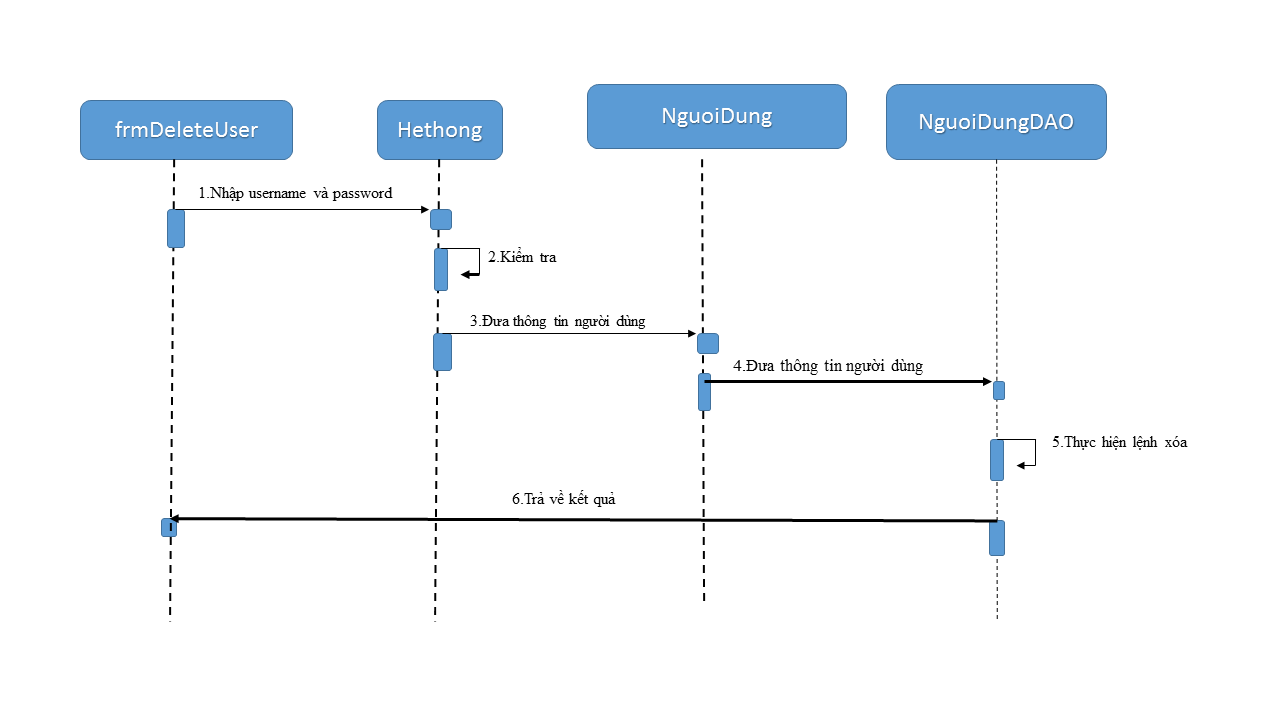 frmDeleteUser
Hethong
NguoiDung
NguoiDungDAO
1.Nhập username và password
2.Kiểm tra
3.Đưa thông tin người dùng
4.Đưa thông tin người dùng
5.Thực hiện lệnh xóa
6.Trả về kết quả